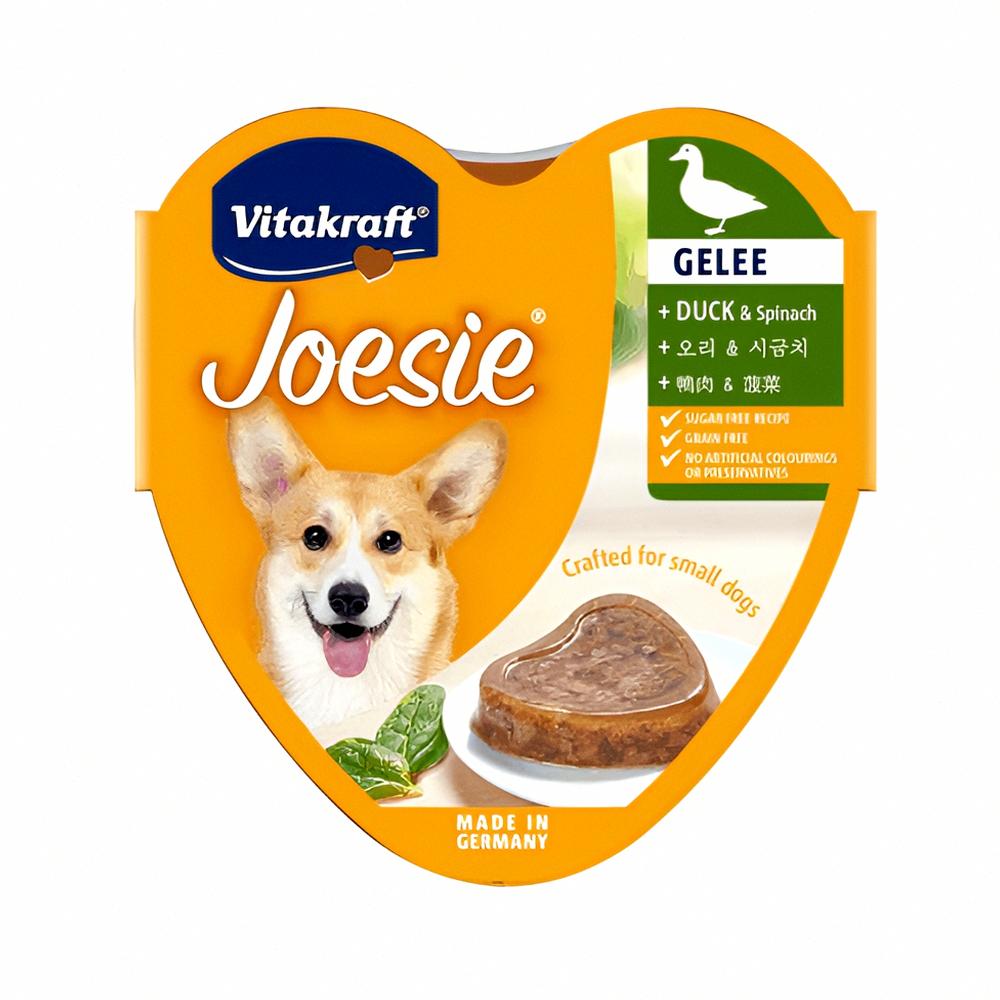 Vitakraft®
Joesie®
GELEE
+ DUCK & Spinach
+ 오리 & 시금치
+ 鴨肉 & 菠菜
SUGAR FREE RECIPE
GRAIN FREE
NO ARTIFICIAL COLOURINGS
OR PRESERVATIVES
Crafted for small dogs
MADE IN
GERMANY